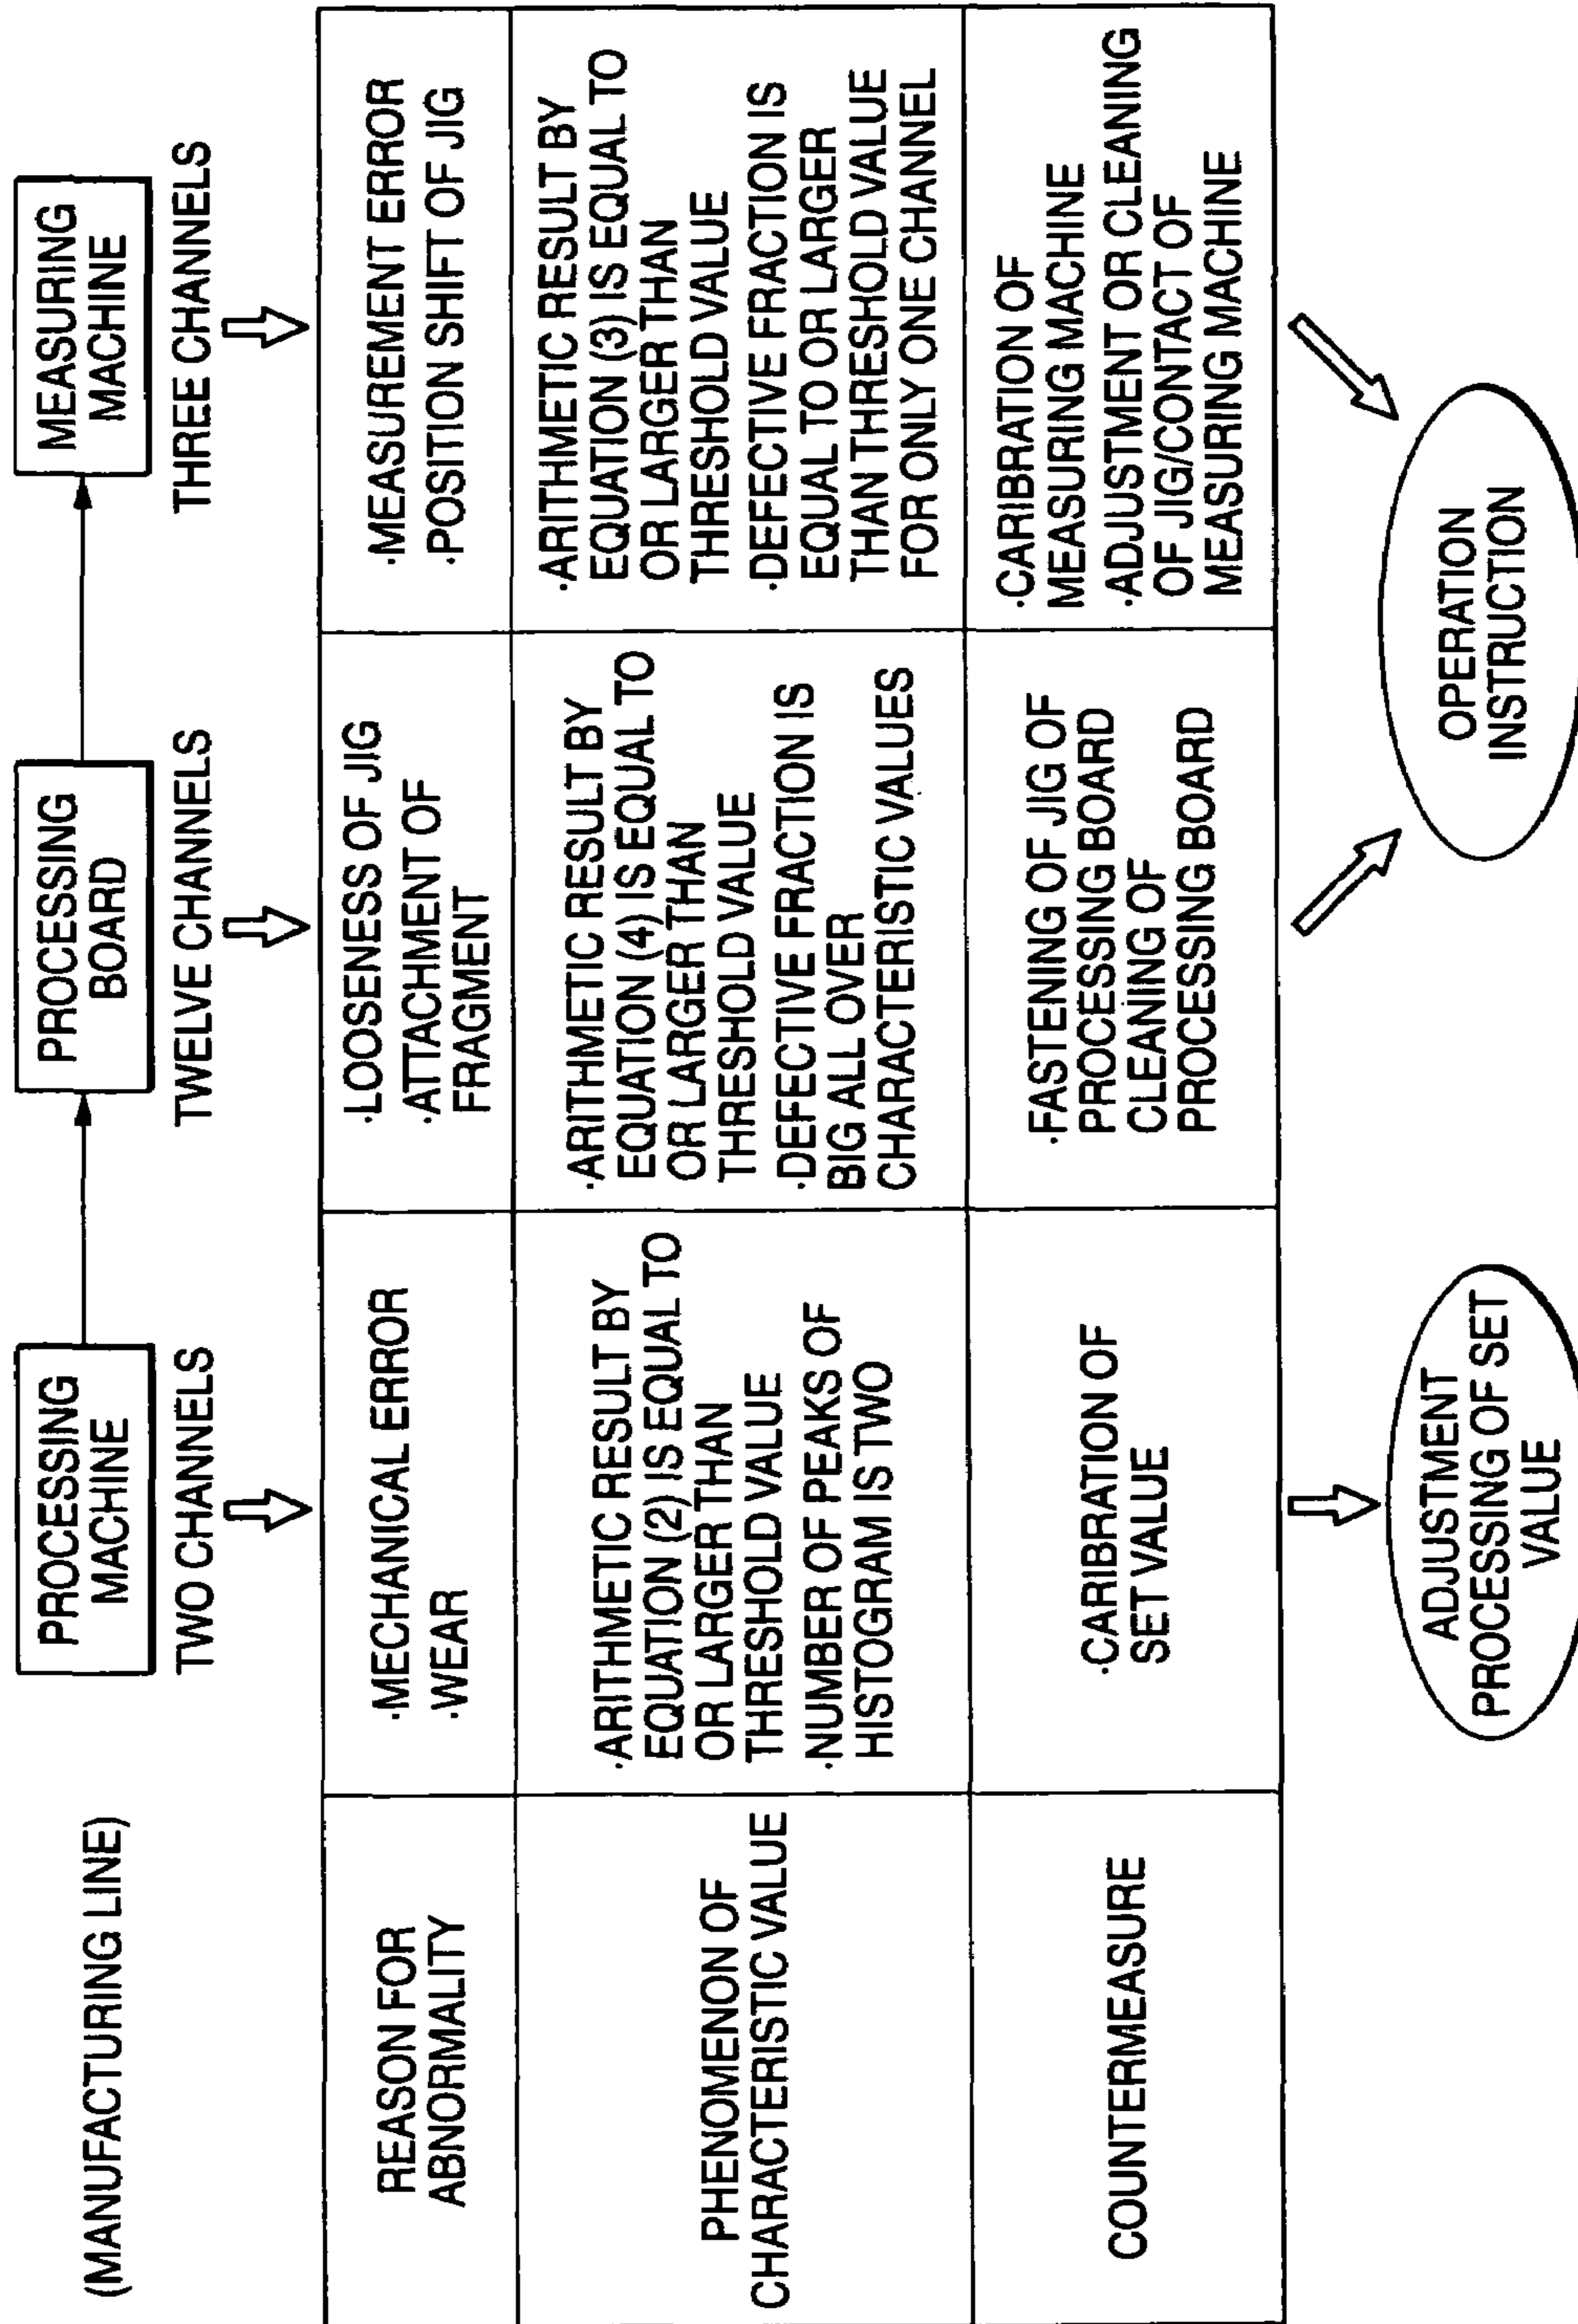 (MANUFACTURING LINE)
PROCESSING
MACHINE
TWO CHANNELS
PROCESSING
BOARD
TWELVE CHANNELS
MEASURING
MACHINE
THREE CHANNELS
REASON FOR
ABNORMALITY
·MECHANICAL ERROR
·WEAR
·LOOSENESS OF JIG
·ATTACHMENT OF
FRAGMENT
·MEASUREMENT ERROR
·POSITION SHIFT OF JIG
PHENOMENON OF
CHARACTERISTIC VALUE
·ARITHMETIC RESULT BY
EQUATION (2) IS EQUAL TO
OR LARGER THAN
THRESHOLD VALUE
·NUMBER OF PEAKS OF
HISTOGRAM IS TWO
·ARITHMETIC RESULT BY
EQUATION (4) IS EQUAL TO
OR LARGER THAN
THRESHOLD VALUE
·DEFECTIVE FRACTION IS
BIG ALL OVER
CHARACTERISTIC VALUES
·ARITHMETIC RESULT BY
EQUATION (3) IS EQUAL TO
OR LARGER THAN
THRESHOLD VALUE
·DEFECTIVE FRACTION IS
EQUAL TO OR LARGER
THAN THRESHOLD VALUE
FOR ONLY ONE CHANNEL
COUNTERMEASURE
·CARIBRATION OF
SET VALUE
·FASTENING OF JIG OF
PROCESSING BOARD
CLEANING OF
PROCESSING BOARD
·CARIBRATION OF
MEASURING MACHINE
·ADJUSTMENT OR CLEANING
OF JIG/CONTACT OF
MEASURING MACHINE
ADJUSTMENT
PROCESSING OF SET
VALUE
OPERATION
INSTRUCTION